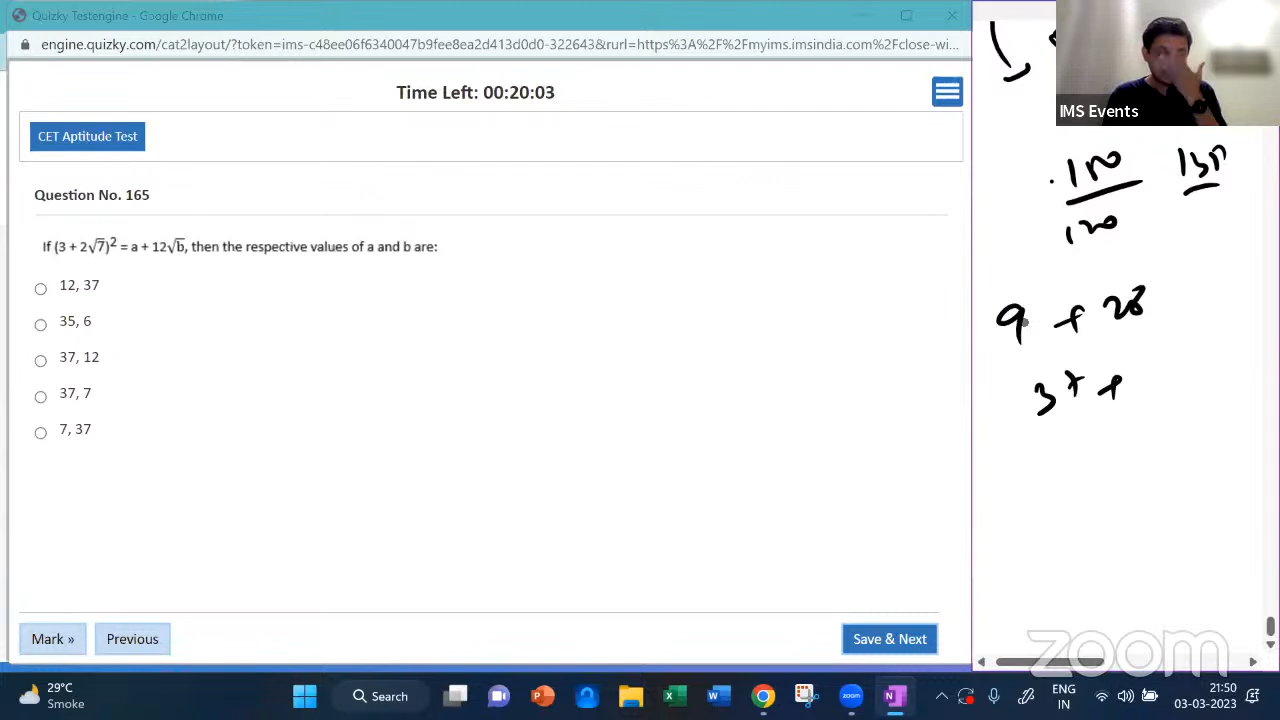 Quizky Testengine - Google Chrome
engine.quizky.com/cat2layout/?token=ims-c48ee06f6340047b9fee8ea2d413d0d0-322643&rurl=https%3A%2F%2Fmyims.imsindia.com%2Fclose-wi...
Time Left: 00:20:03
CET Aptitude Test
Question No. 165
If (3 + 2√7)² = a + 12√b, then the respective values of a and b are:
12, 37
35, 6
37, 12
37, 7
7, 37
Mark »
Previous
Save & Next
IMS Events
9 + 28
zoom
29°C
Smoke
Search
zoom
ENG
IN
21:50
03-03-2023